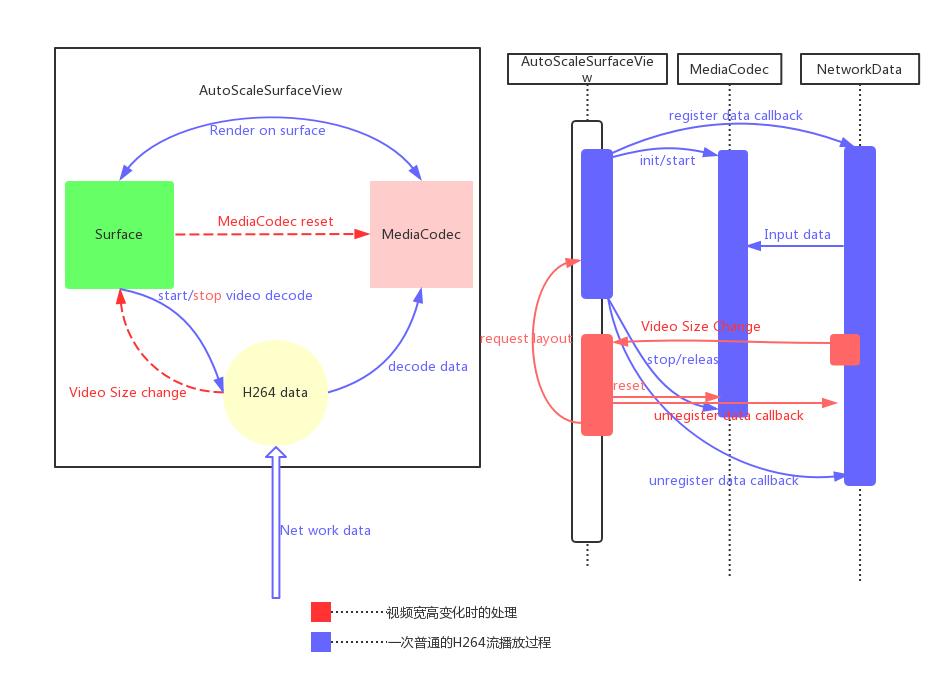 AutoScaleSurfaceView
Render on surface
Surface
MediaCodec reset
MediaCodec
start/stop video decode
Video Size change
H264 data
decode data
Net work data
AutoScaleSurfaceVie
w
MediaCodec
NetworkData
register data callback
init/start
Input data
Video Size Change
request layout
stop/releas
reset
unregister data callback
unregister data callback
视频宽高变化时的处理
一次普通的H264流播放过程